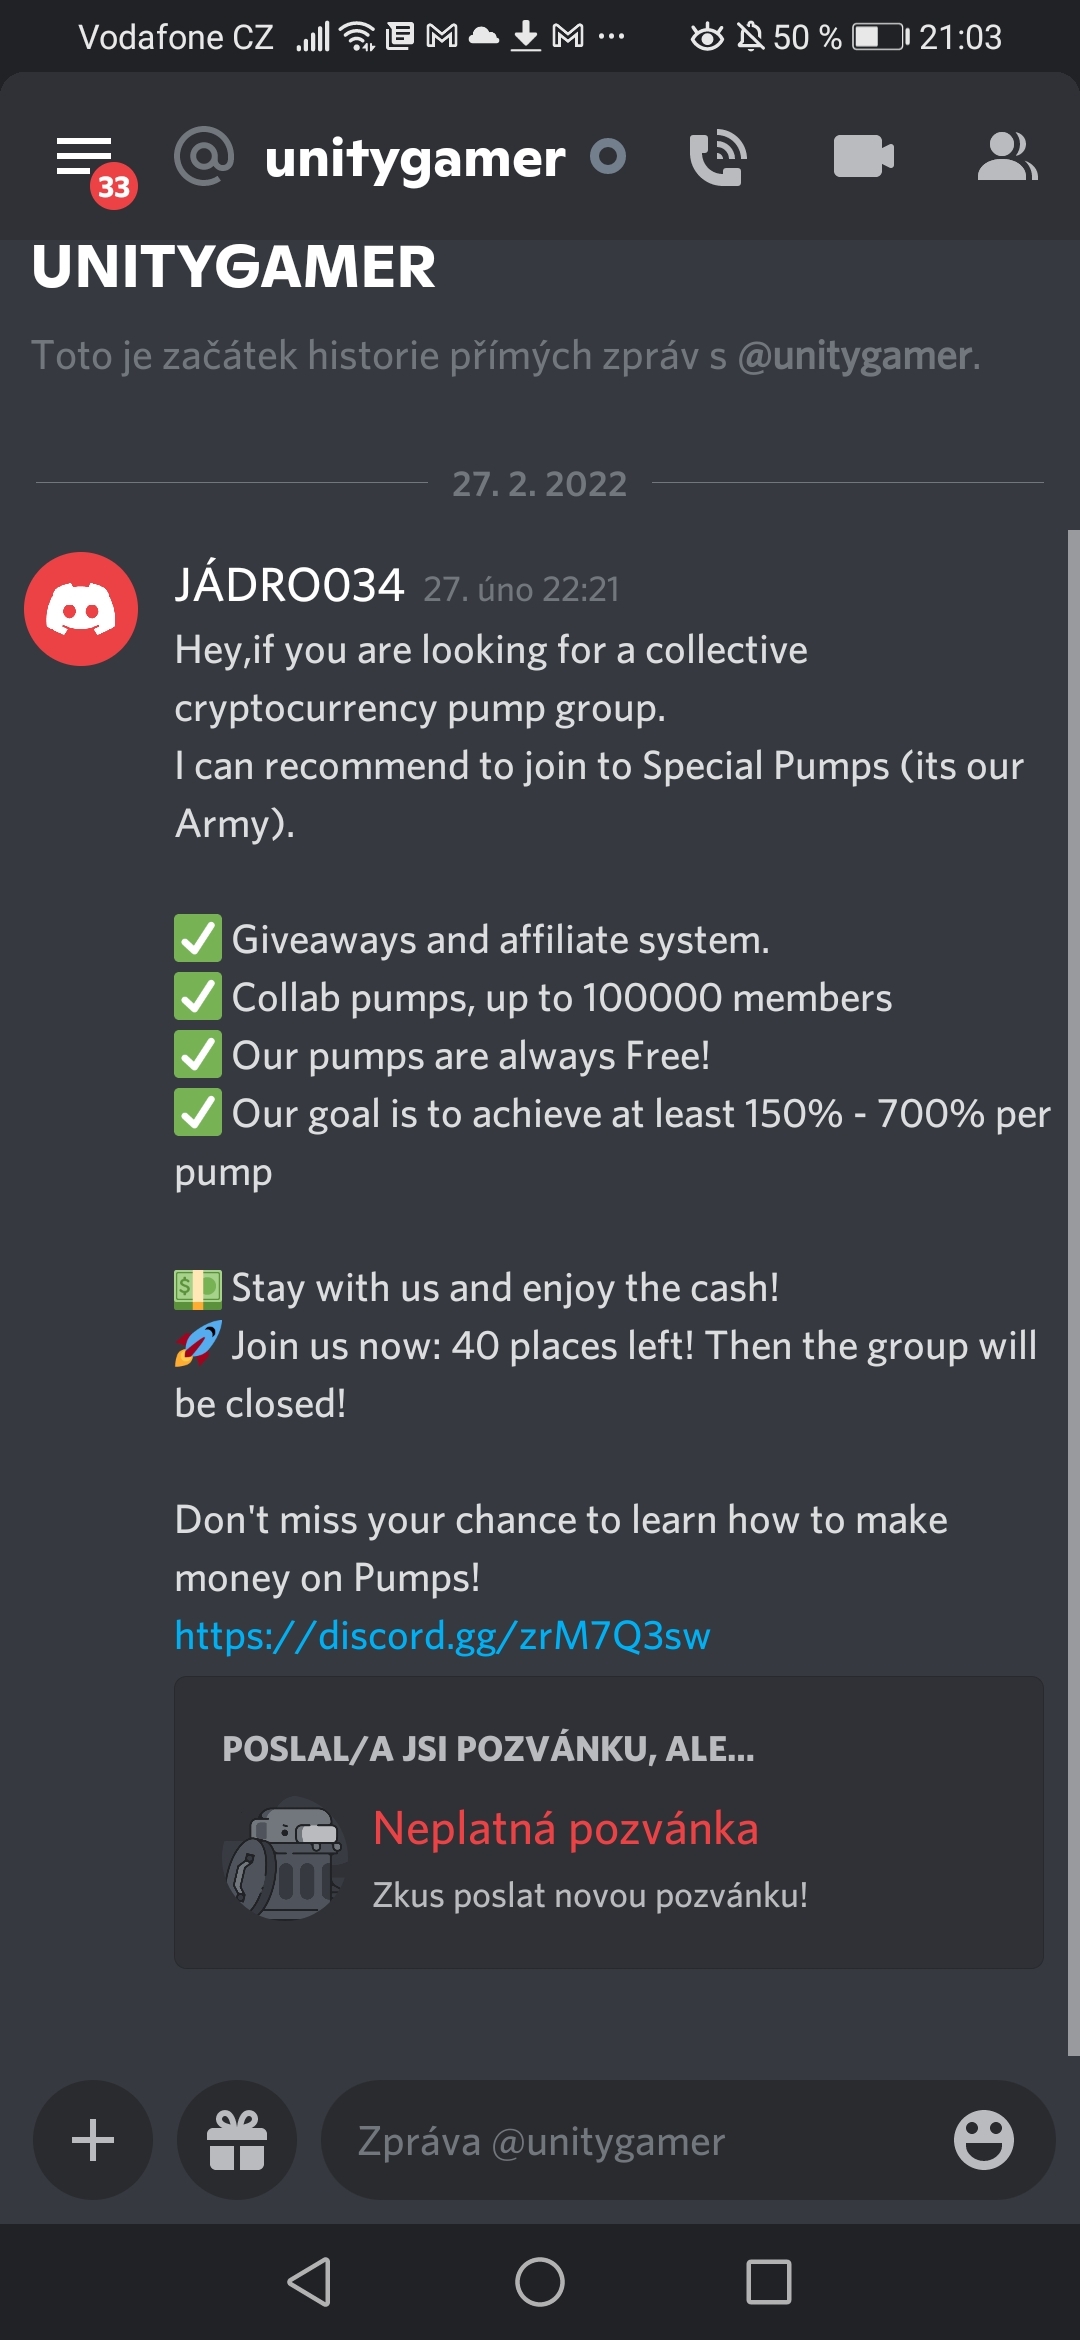 Vodafone CZ 50 % 21:03
33
unitygamer
UNITYGAMER
Toto je začátek historie přímých zpráv s @unitygamer.
27. 2. 2022
JÁDRO034 27. úno 22:21
Hey,if you are looking for a collective
cryptocurrency pump group.
I can recommend to join to Special Pumps (its our
Army).
✅ Giveaways and affiliate system.
✅ Collab pumps, up to 100000 members
✅ Our pumps are always Free!
✅ Our goal is to achieve at least 150% - 700% per
pump
💵 Stay with us and enjoy the cash!
🚀 Join us now: 40 places left! Then the group will
be closed!
Don't miss your chance to learn how to make
money on Pumps!
https://discord.gg/zrM7Q3sw
POSLAL/A JSI POZVÁNKU, ALE...
Neplatná pozvánka
Zkus poslat novou pozvánku!
Zpráva @unitygamer